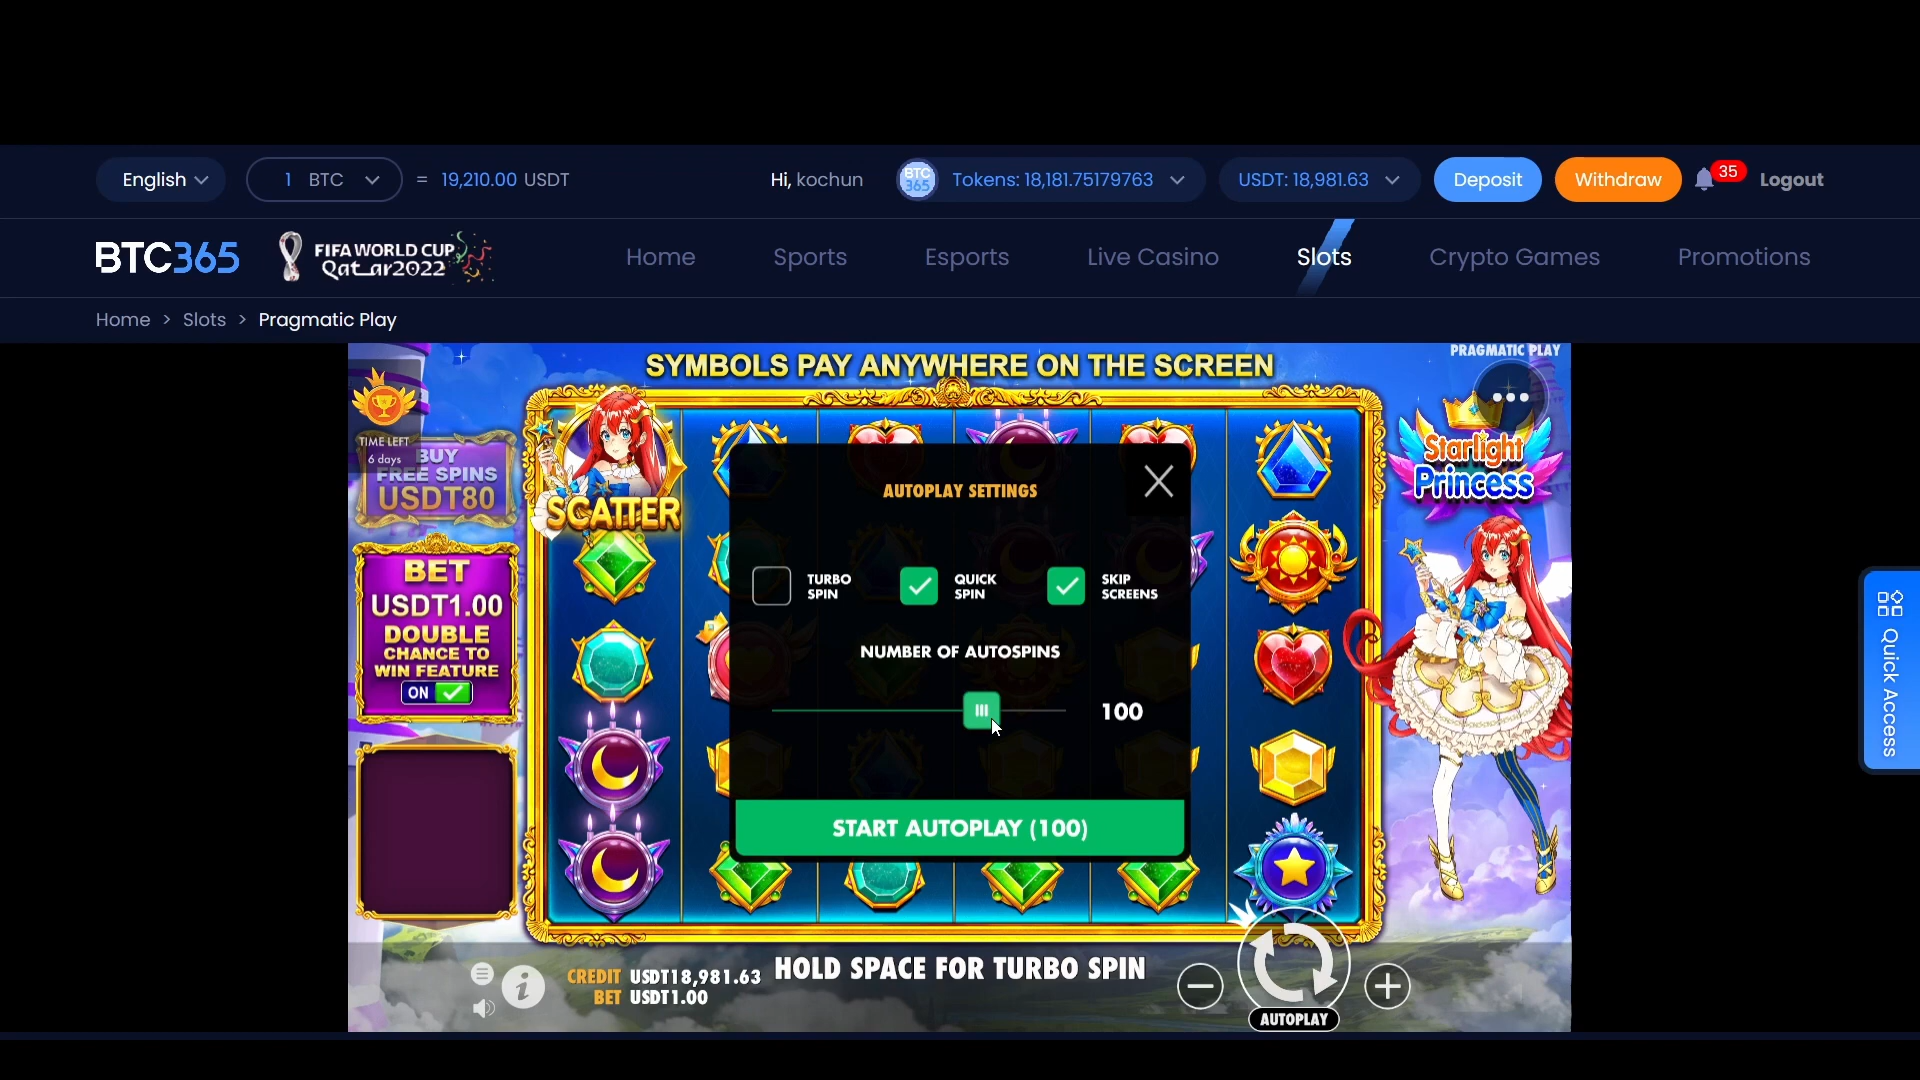 English
1 BTC = 19,210.00 USDT
Hi, kochun
BTC 365
Tokens: 18,181.75179763
USDT: 18,981.63
Deposit
Withdraw
35
Logout
BTC365
FIFA WORLD CUP
Qatar2022
Home
Sports
Esports
Live Casino
Slots
Crypto Games
Promotions
Home > Slots > Pragmatic Play
SYMBOLS PAY ANYWHERE ON THE SCREEN
PRAGMATIC PLAY
TIME LEFT
6 days
BUY
FREE SPINS
USDT80
BET
USDT1.00
DOUBLE
CHANCE TO
WIN FEATURE
ON
SCATTER
AUTOPLAY SETTINGS
TURBO
SPIN
QUICK
SPIN
SKIP
SCREENS
NUMBER OF AUTOSPINS
100
START AUTOPLAY (100)
Starlight
Princess
Quick Access
CREDIT USDT18,981.63
BET USDT1.00
HOLD SPACE FOR TURBO SPIN
AUTOPLAY